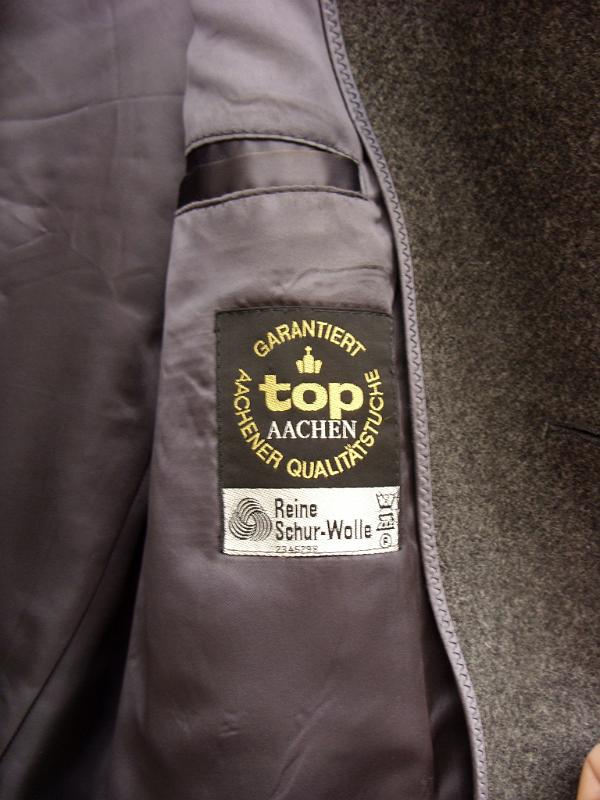 GARANTIERT
top
AACHEN
AACHENER QUALITÄTSTUCHE
Reine
Schur-Wolle